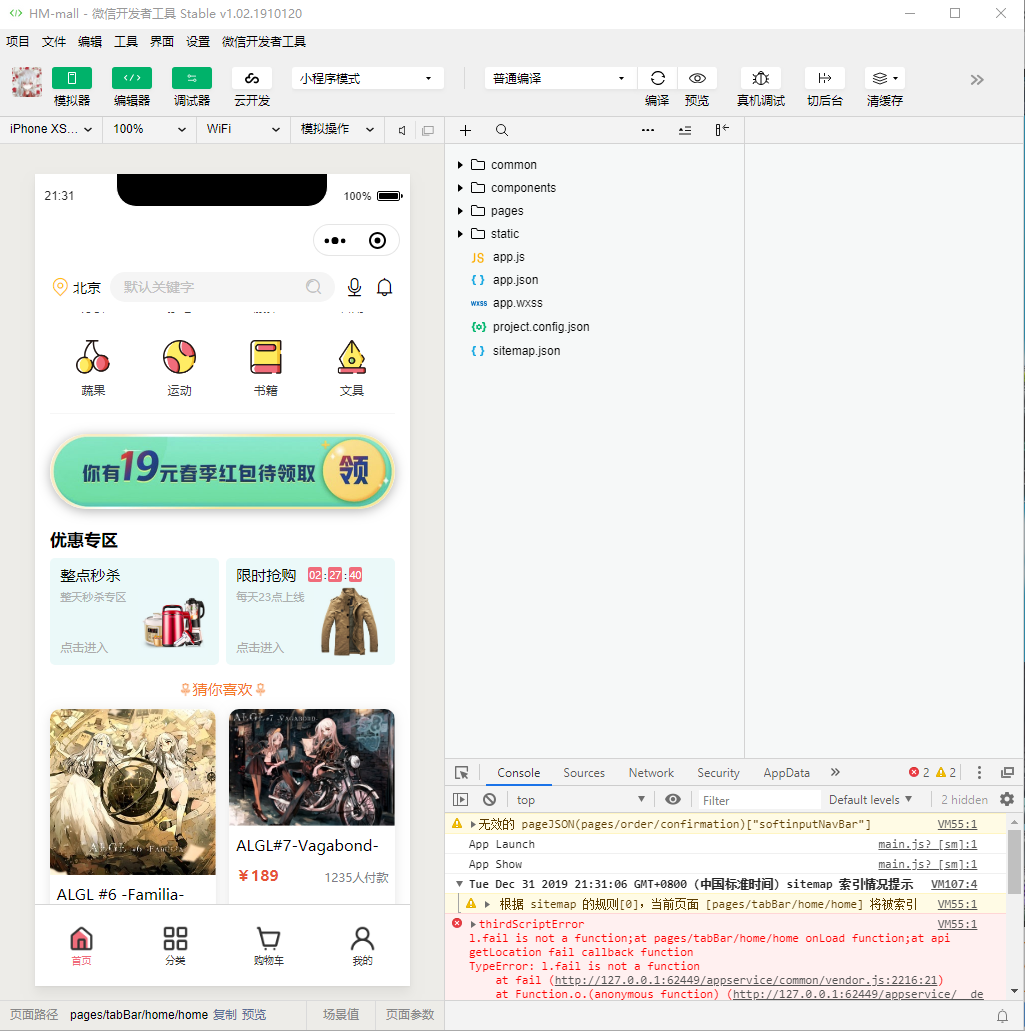 HM-mall - 微信开发者工具 Stable v1.02.1910120
项目 文件 编辑 工具 界面 设置 微信开发者工具
模拟器 编辑器 调试器 云开发 小程序模式 普通编译 编译 预览 真机调试 切后台 清缓存
iPhone XS... 100% WiFi 模拟操作
common
components
pages
static
JS app.js
{ } app.json
wxss app.wxss
project.config.json
{ } sitemap.json
21:31 100%
北京 默认关键字
蔬果 运动 书籍 文具
你有19元春季红包待领取 领
优惠专区
整点秒杀
整天秒杀专区
点击进入
限时抢购 02:27:40
每天23点上线
点击进入
猜你喜欢
ALGL #6 -Familia-
ALGL #7 -Vagabond-
ALGL #6 -Familia-
ALGL#7-Vagabond-
¥189 1235人付款
首页 分类 购物车 我的
页面路径 pages/tabBar/home/home 复制 预览 场景值 页面参数
Console Sources Network Security AppData » 2 2
top Filter Default levels 2 hidden
无效的 pageJSON(pages/order/confirmation)["softinputNavBar"] VM55:1
App Launch main.js? [sm]:1
App Show main.js? [sm]:1
Tue Dec 31 2019 21:31:06 GMT+0800 (中国标准时间) sitemap 索引情况提示 VM107:4
根据 sitemap 的规则[0]，当前页面 [pages/tabBar/home/home] 将被索引 VM55:1
thirdScriptError VM55:1
l.fail is not a function;at pages/tabBar/home/home onLoad function;at api
getLocation fail callback function
TypeError: l.fail is not a function
at fail (http://127.0.0.1:62449/appservice/common/vendor.js:2216:21)
at Function.o.(anonymous function) (http://127.0.0.1:62449/appservice/__de